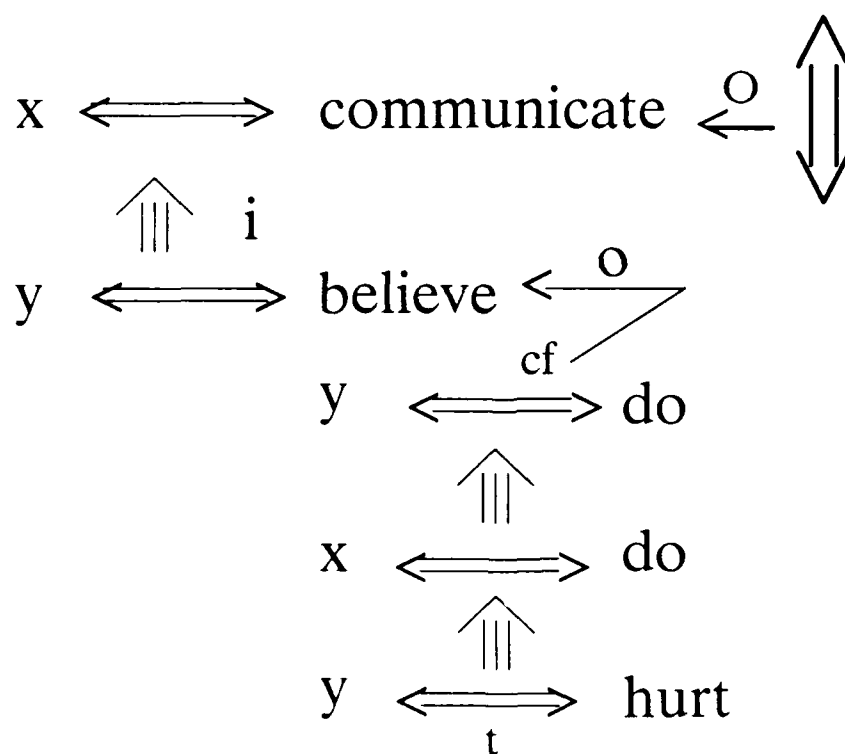 x communicate O
i
y believe o
cf
y do
x do
y hurt
t